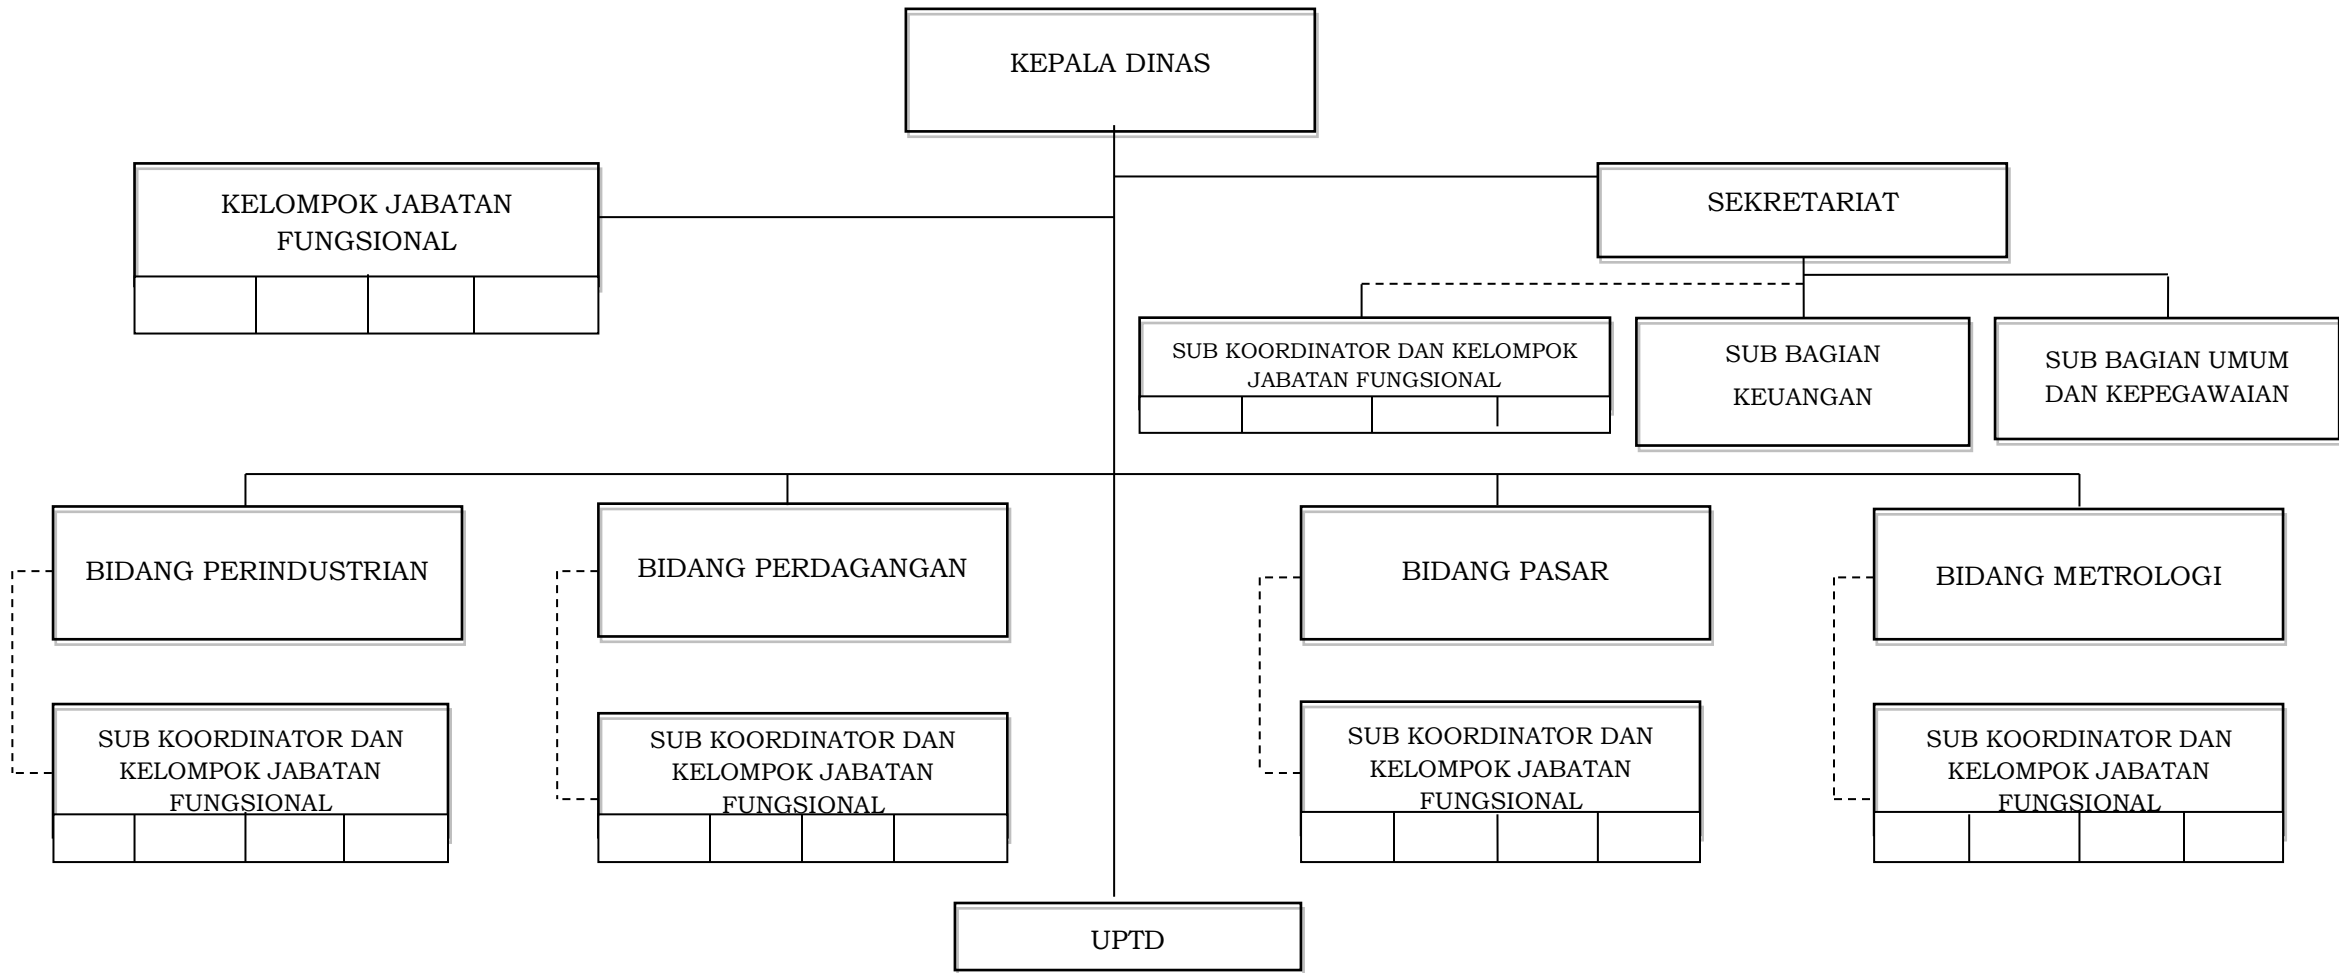 KEPALA DINAS
KELOMPOK JABATAN
FUNGSIONAL
SEKRETARIAT
SUB KOORDINATOR DAN KELOMPOK
JABATAN FUNGSIONAL
SUB BAGIAN
KEUANGAN
SUB BAGIAN UMUM
DAN KEPEGAWAIAN
BIDANG PERINDUSTRIAN
BIDANG PERDAGANGAN
BIDANG PASAR
BIDANG METROLOGI
SUB KOORDINATOR DAN
KELOMPOK JABATAN
FUNGSIONAL
SUB KOORDINATOR DAN
KELOMPOK JABATAN
FUNGSIONAL
SUB KOORDINATOR DAN
KELOMPOK JABATAN
FUNGSIONAL
SUB KOORDINATOR DAN
KELOMPOK JABATAN
FUNGSIONAL
UPTD